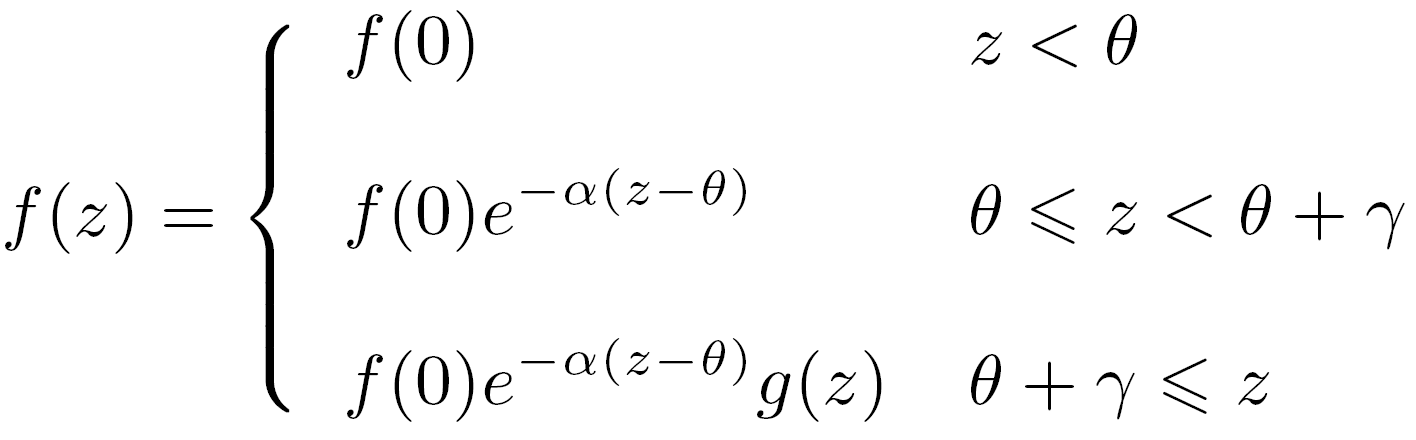 f(0) z < θ
f(z) = { f(0)e^{−α(z−θ)} θ ⩽ z < θ + γ
f(0)e^{−α(z−θ)}g(z) θ + γ ⩽ z